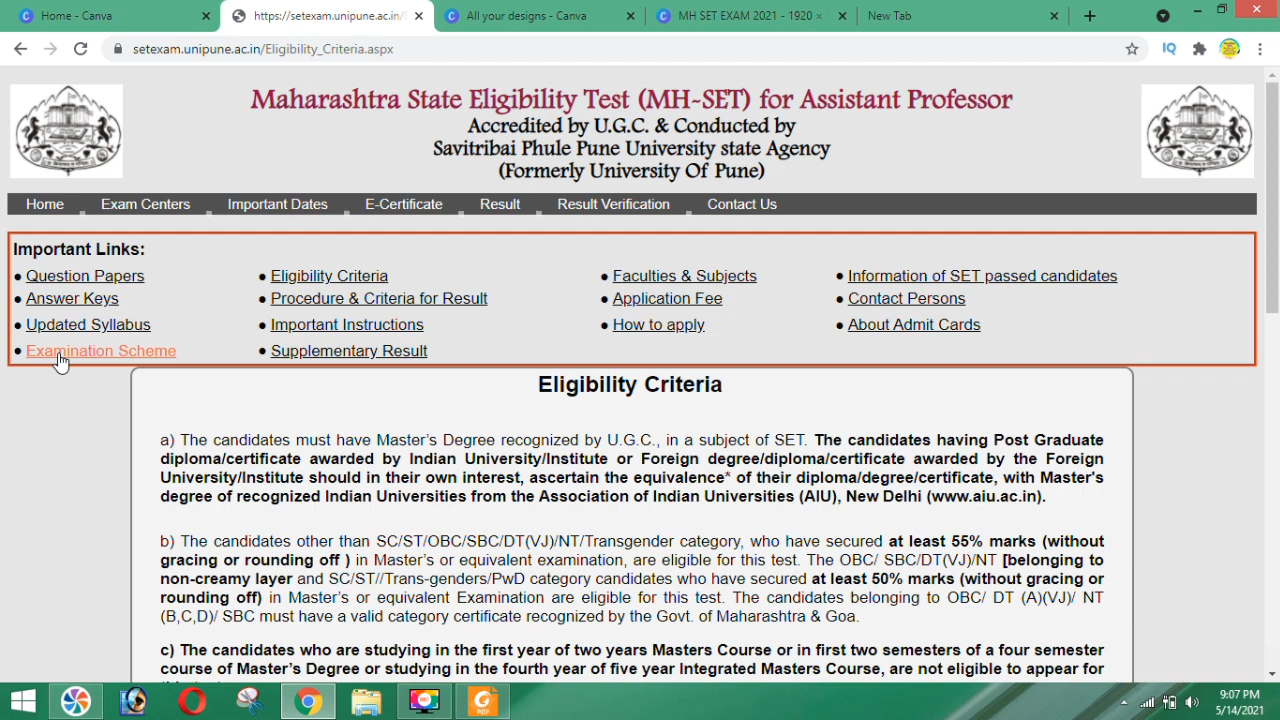 Home - Canva
https://setexam.unipune.ac.in/
All your designs - Canva
MH SET EXAM 2021 - 1920 ×
New Tab
setexam.unipune.ac.in/Eligibility_Criteria.aspx
IQ
Maharashtra State Eligibility Test (MH-SET) for Assistant Professor
Accredited by U.G.C. & Conducted by
Savitribai Phule Pune University state Agency
(Formerly University Of Pune)
Home Exam Centers Important Dates E-Certificate Result Result Verification Contact Us
Important Links:
• Question Papers • Eligibility Criteria • Faculties & Subjects • Information of SET passed candidates
• Answer Keys • Procedure & Criteria for Result • Application Fee • Contact Persons
• Updated Syllabus • Important Instructions • How to apply • About Admit Cards
• Examination Scheme • Supplementary Result
Eligibility Criteria
a) The candidates must have Master's Degree recognized by U.G.C., in a subject of SET. The candidates having Post Graduate
diploma/certificate awarded by Indian University/Institute or Foreign degree/diploma/certificate awarded by the Foreign
University/Institute should in their own interest, ascertain the equivalence* of their diploma/degree/certificate, with Master's
degree of recognized Indian Universities from the Association of Indian Universities (AIU), New Delhi (www.aiu.ac.in).
b) The candidates other than SC/ST/OBC/SBC/DT(VJ)/NT/Transgender category, who have secured at least 55% marks (without
gracing or rounding off ) in Master's or equivalent examination, are eligible for this test. The OBC/ SBC/DT(VJ)/NT [belonging to
non-creamy layer and SC/ST//Trans-genders/PwD category candidates who have secured at least 50% marks (without gracing or
rounding off) in Master's or equivalent Examination are eligible for this test. The candidates belonging to OBC/ DT (A)(VJ)/ NT
(B,C,D)/ SBC must have a valid category certificate recognized by the Govt. of Maharashtra & Goa.
c) The candidates who are studying in the first year of two years Masters Course or in first two semesters of a four semester
course of Master's Degree or studying in the fourth year of five year Integrated Masters Course, are not eligible to appear for
9:07 PM
5/14/2021